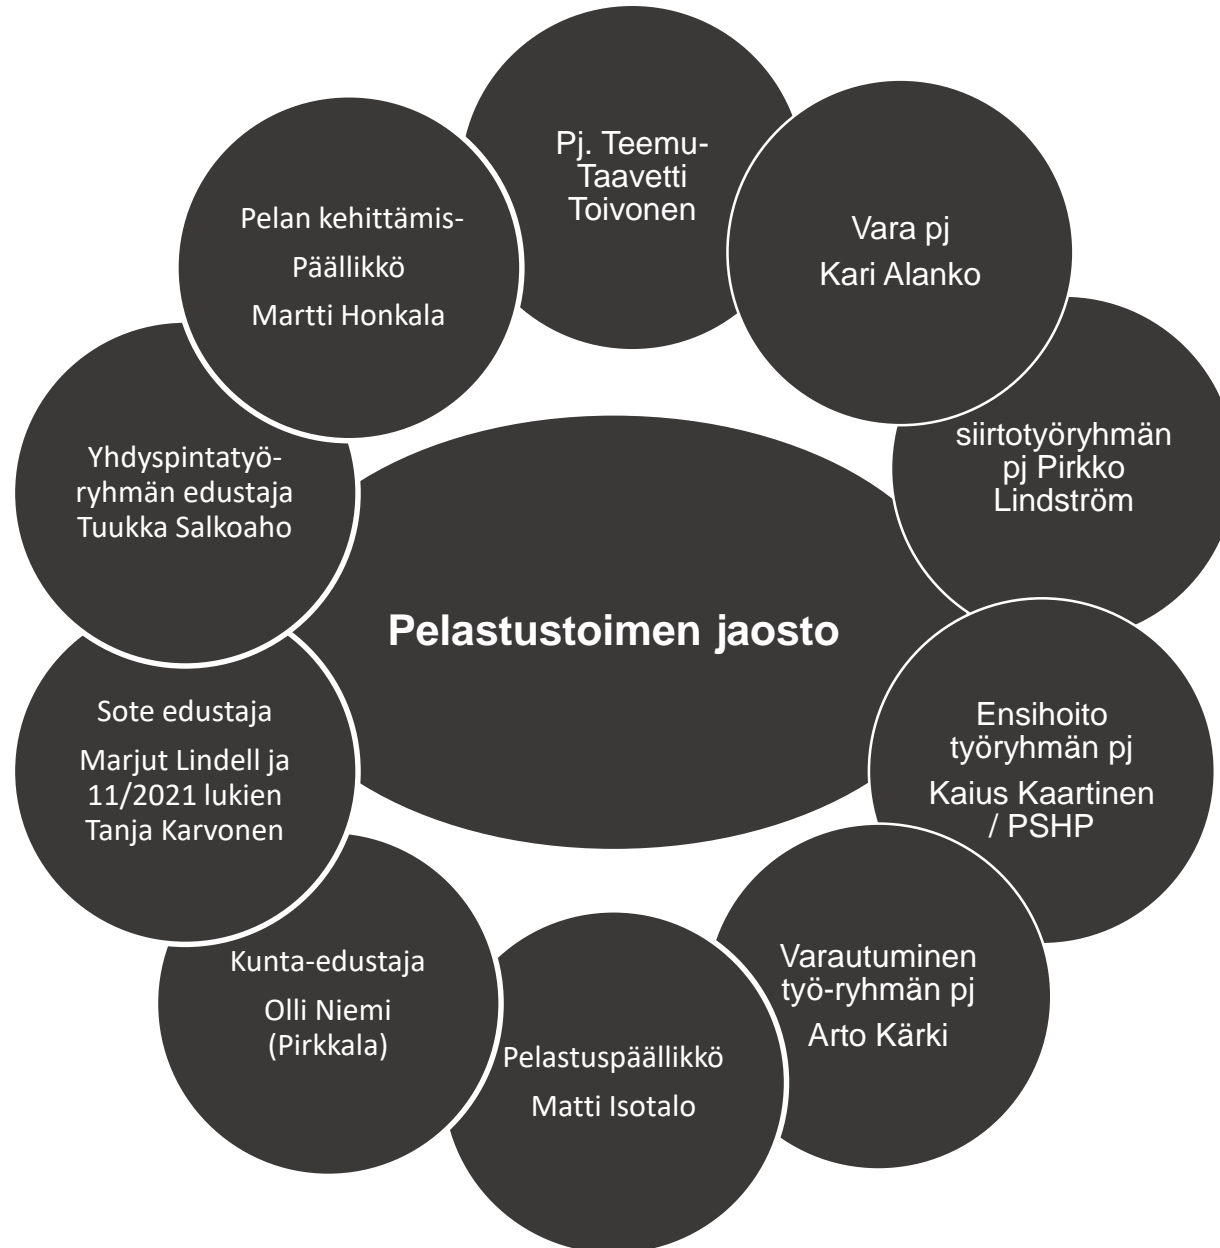 Pj. Teemu-
Taavetti
Toivonen
Vara pj
Kari Alanko
siirtotyöryhmän
pj Pirkko
Lindström
Ensihoito
työryhmän pj
Kaius Kaartinen
/ PSHP
Varautuminen
työ-ryhmän pj
Arto Kärki
Pelastuspäällikkö
Matti Isotalo
Kunta-edustaja
Olli Niemi
(Pirkkala)
Sote edustaja
Marjut Lindell ja
11/2021 lukien
Tanja Karvonen
Yhdyspintatyö-
ryhmän edustaja
Tuukka Salkoaho
Pelan kehittämis-
Päällikkö
Martti Honkala
Pelastustoimen jaosto